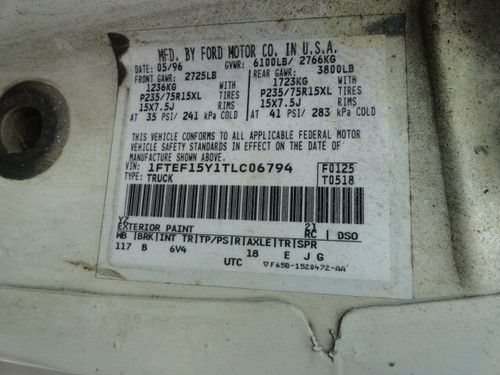 MFD. BY FORD MOTOR CO. IN U.S.A.
DATE: 05/96 GVWR: 6100LB/ 2766KG
FRONT GAWR: 2725LB REAR GAWR: 3800LB
1236KG WITH 1723KG WITH
P235/75R15XL TIRES P235/75R15XL TIRES
15X7.5J RIMS 15X7.5J RIMS
AT 35 PSI/ 241 kPa COLD AT 41 PSI/ 283 kPa COLD
THIS VEHICLE CONFORMS TO ALL APPLICABLE FEDERAL MOTOR
VEHICLE SAFETY STANDARDS IN EFFECT ON THE DATE OF
MANUFACTURE SHOWN ABOVE.
VIN: 1FTEF15Y1TLC06794 F0125
TYPE: TRUCK T0518
YZ 21
EXTERIOR PAINT RC DSO
WB BRK INT TR TP/PS R AXLE TR SPR
117 B 6V4 18 E J G
UTC F65B-1520472-AA